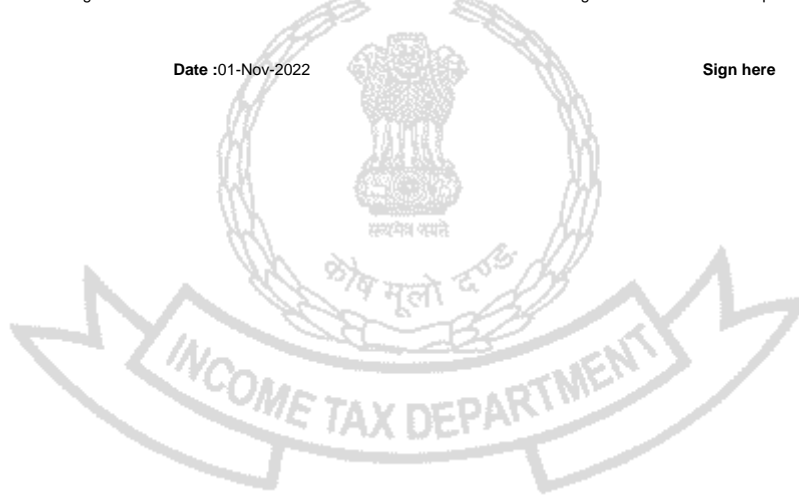 Date :01-Nov-2022 Sign here
सत्यमेव जयते
कोष मूलो दण्डः
INCOME TAX DEPARTMENT